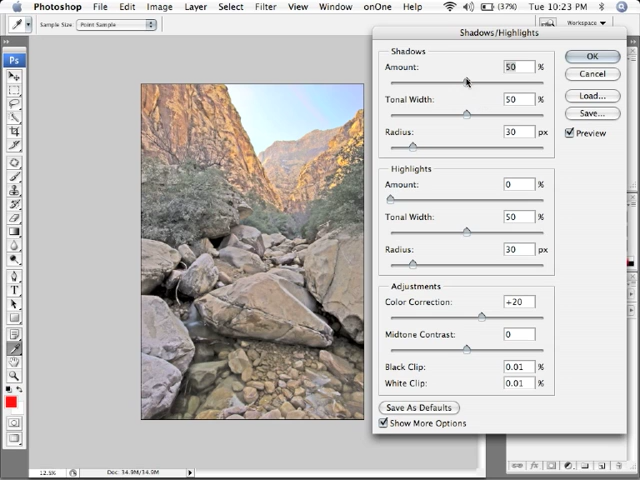 Photoshop File Edit Image Layer Select Filter View Window onOne Help (37%) Tue 10:23 PM
Sample Size: Point Sample Workspace
Ps
Shadows/Highlights
Shadows
Amount: 50 %
Tonal Width: 50 %
Radius: 30 px
Highlights
Amount: 0 %
Tonal Width: 50 %
Radius: 30 px
Adjustments
Color Correction: +20
Midtone Contrast: 0
Black Clip: 0.01 %
White Clip: 0.01 %
OK
Cancel
Load...
Save...
Preview
Save As Defaults
Show More Options
12.5% Doc: 34.9M/34.9M